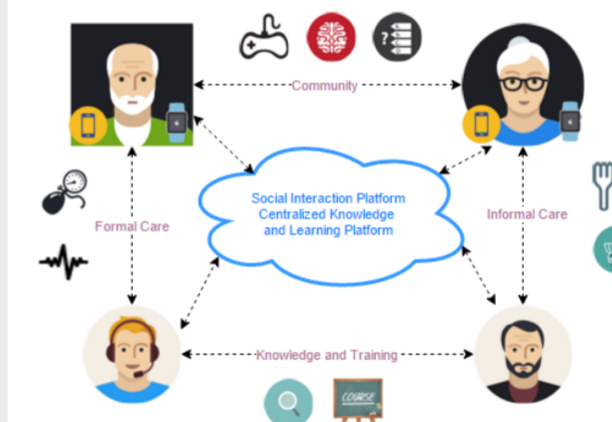 Community
Social Interaction Platform
Centralized Knowledge
and Learning Platform
Formal Care
Informal Care
Knowledge and Training
COURSE
?